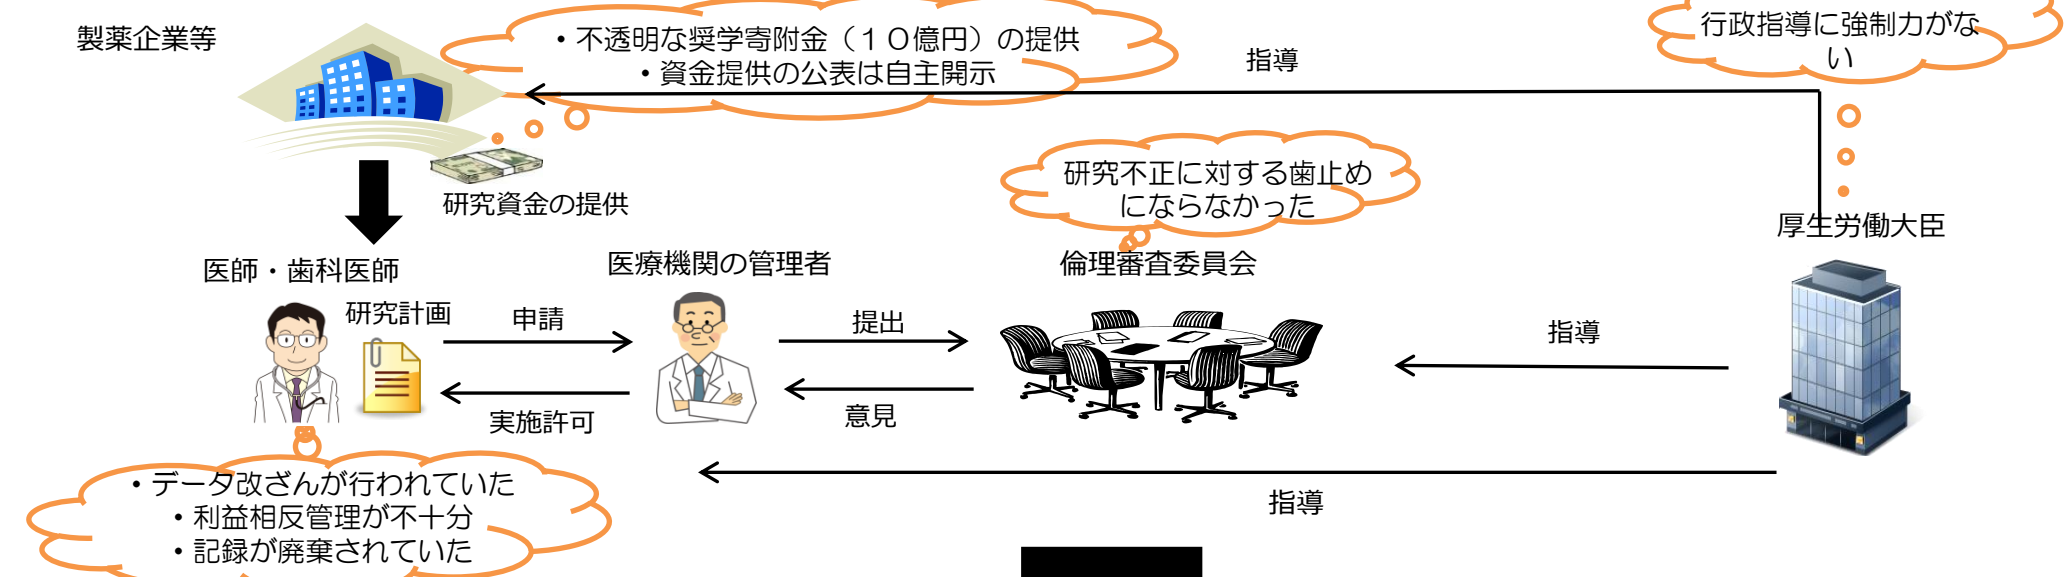 製薬企業等
・不透明な奨学寄附金（１０億円）の提供
・資金提供の公表は自主開示
指導
行政指導に強制力がな
い
研究資金の提供
研究不正に対する歯止め
にならなかった
厚生労働大臣
医師・歯科医師
医療機関の管理者
倫理審査委員会
研究計画
申請
提出
指導
実施許可
意見
・データ改ざんが行われていた
・利益相反管理が不十分
・記録が廃棄されていた
指導